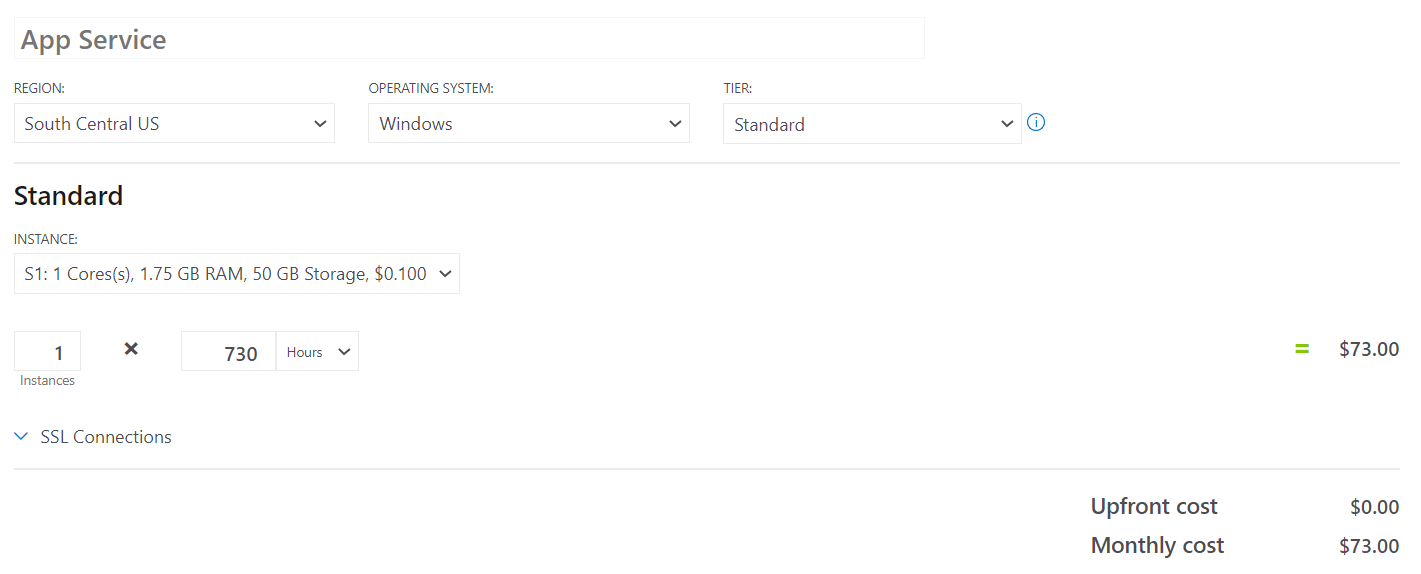 App Service
REGION: OPERATING SYSTEM: TIER:
South Central US Windows Standard
Standard
INSTANCE:
S1: 1 Cores(s), 1.75 GB RAM, 50 GB Storage, $0.100
1 × 730 Hours = $73.00
Instances
SSL Connections
Upfront cost $0.00
Monthly cost $73.00